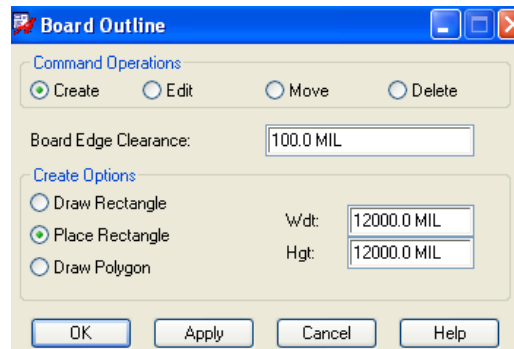 Board Outline
Command Operations
Create Edit Move Delete
Board Edge Clearance: 100.0 MIL
Create Options
Draw Rectangle
Place Rectangle
Draw Polygon
Wdt: 12000.0 MIL
Hgt: 12000.0 MIL
OK Apply Cancel Help